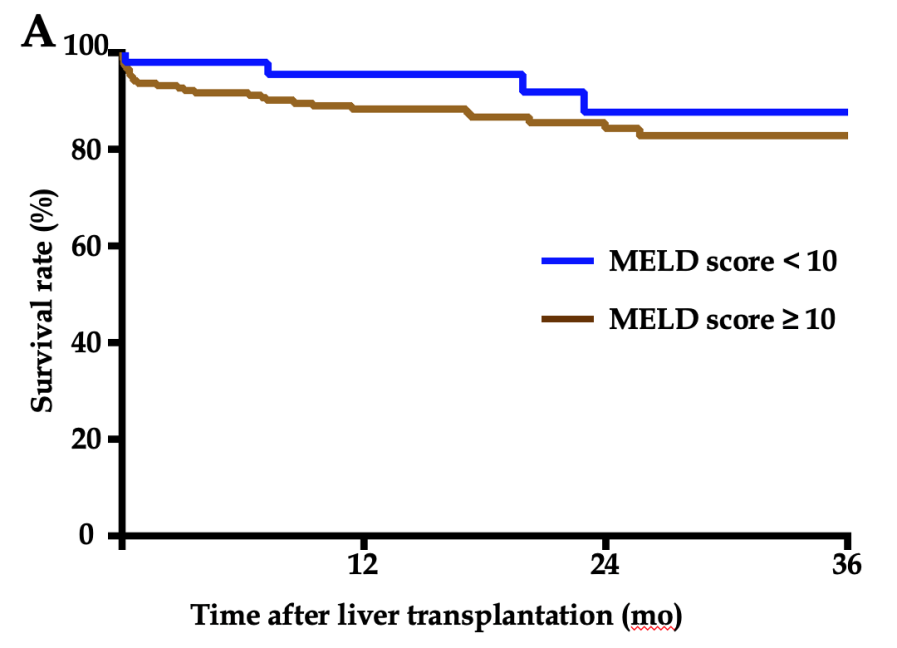 A
100
80
60
40
20
0
Survival rate (%)
MELD score < 10
MELD score ≥ 10
12 24 36
Time after liver transplantation (mo)